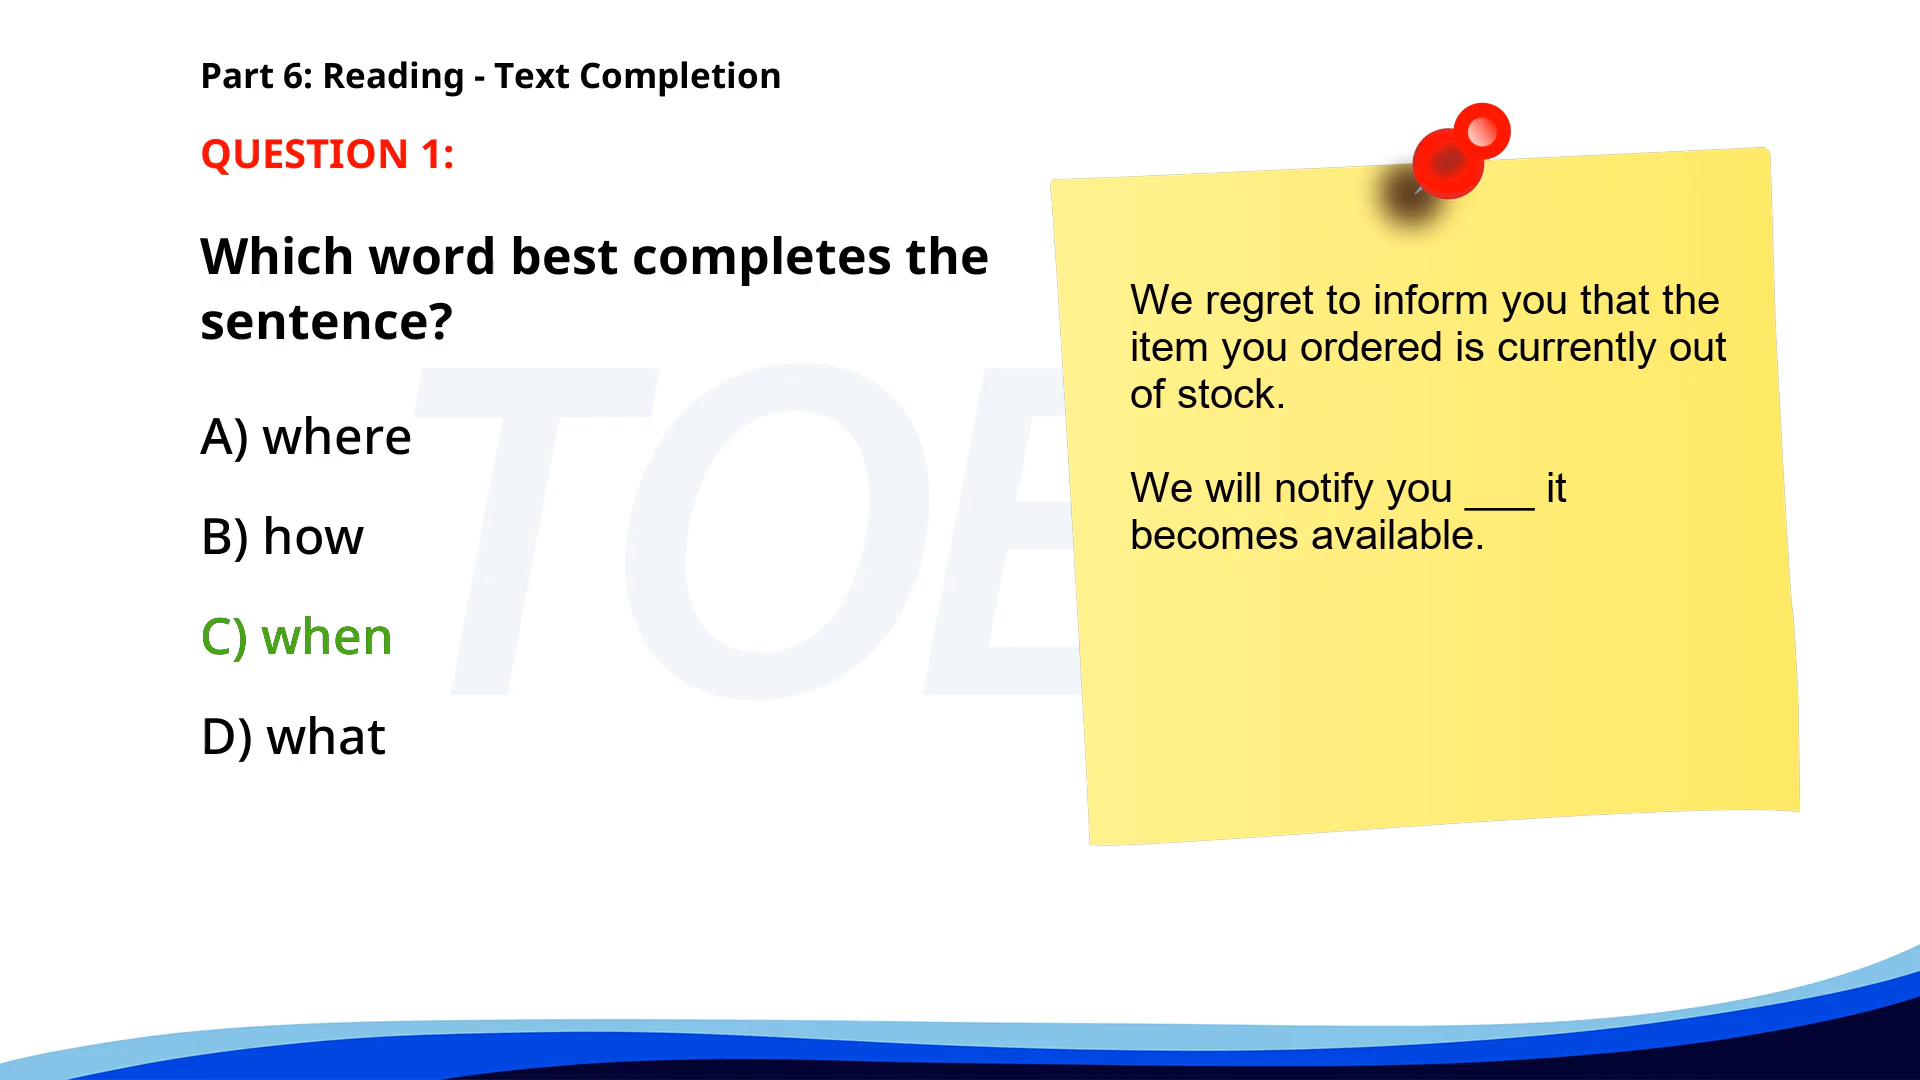 Part 6: Reading - Text Completion
QUESTION 1:
Which word best completes the
sentence?
A) where
B) how
C) when
D) what
We regret to inform you that the
item you ordered is currently out
of stock.
We will notify you ___ it
becomes available.